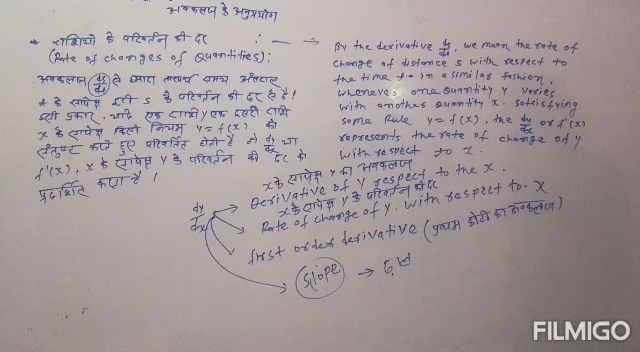 अवकलज के अनुप्रयोग
* राशियों के परिवर्तन की दर : —
(Rate of changes of Quantities):
अवकलज (ds/dt) से हमारा तात्पर्य समय अंतराल
t के सापेक्ष दूरी s के परिवर्तन की दर से है।
इसी प्रकार, यदि एक राशि y एक दूसरी राशि
x के सापेक्ष किसी नियम y = f(x) को
संतुष्ट करते हुए परिवर्तित होती है तो dy/dx या
f'(x), x के सापेक्ष y के परिवर्तन की दर को
प्रदर्शित करता है।
By the derivative ds/dt, we mean the rate of
change of distance s with respect to
the time t in a similar fashion,
whenever one quantity y varies
with another quantity x. satisfying
some Rule y = f(x), the dy/dx or f'(x)
represents the rate of change of y
with respect to x.
x के सापेक्ष y का अवकलज
dy/dx Derivative of y respect to the x.
x के सापेक्ष y के परिवर्तन की दर
Rate of change of y. with respect to x
first order derivative (प्रथम कोटि का अवकलज)
Slope →
FILMIGO